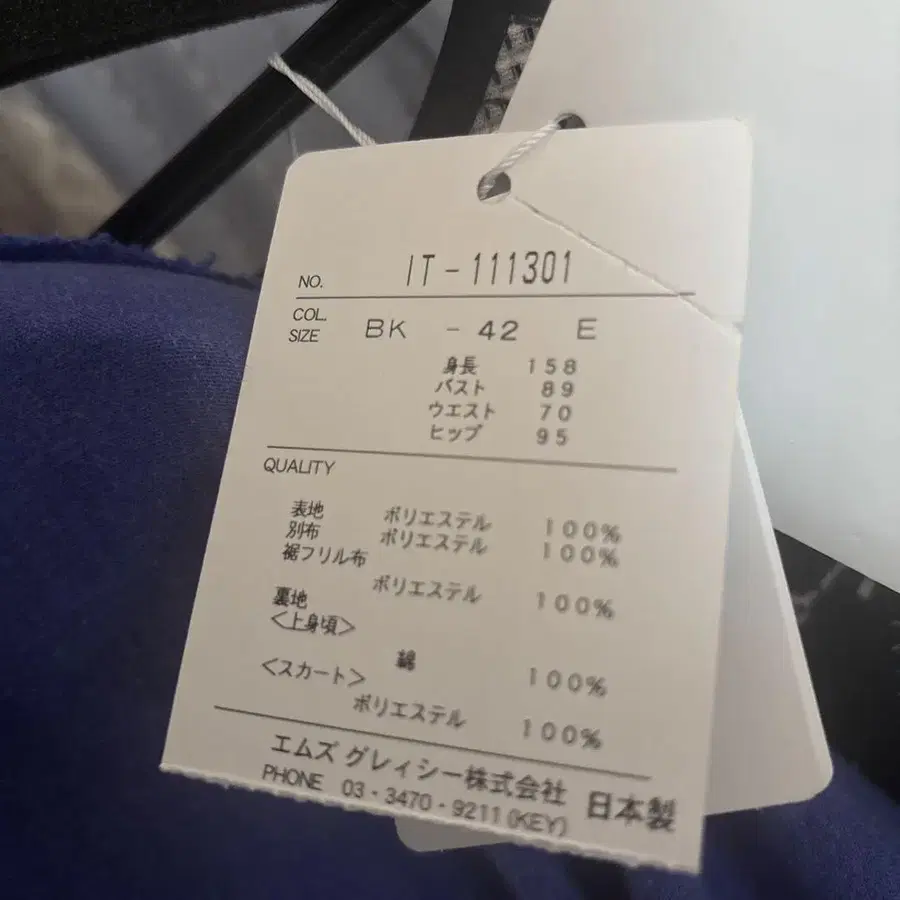 NO. IT-111301
COL.
SIZE BK - 42 E
身長 158
バスト 89
ウエスト 70
ヒップ 95
QUALITY
表地 ポリエステル 100%
別布 ポリエステル 100%
裾フリル布
ポリエステル 100%
裏地
<上身頃>
綿 100%
<スカート>
ポリエステル 100%
エムズ グレィシー株式会社 日本製
PHONE 03・3470・9211(KEY)